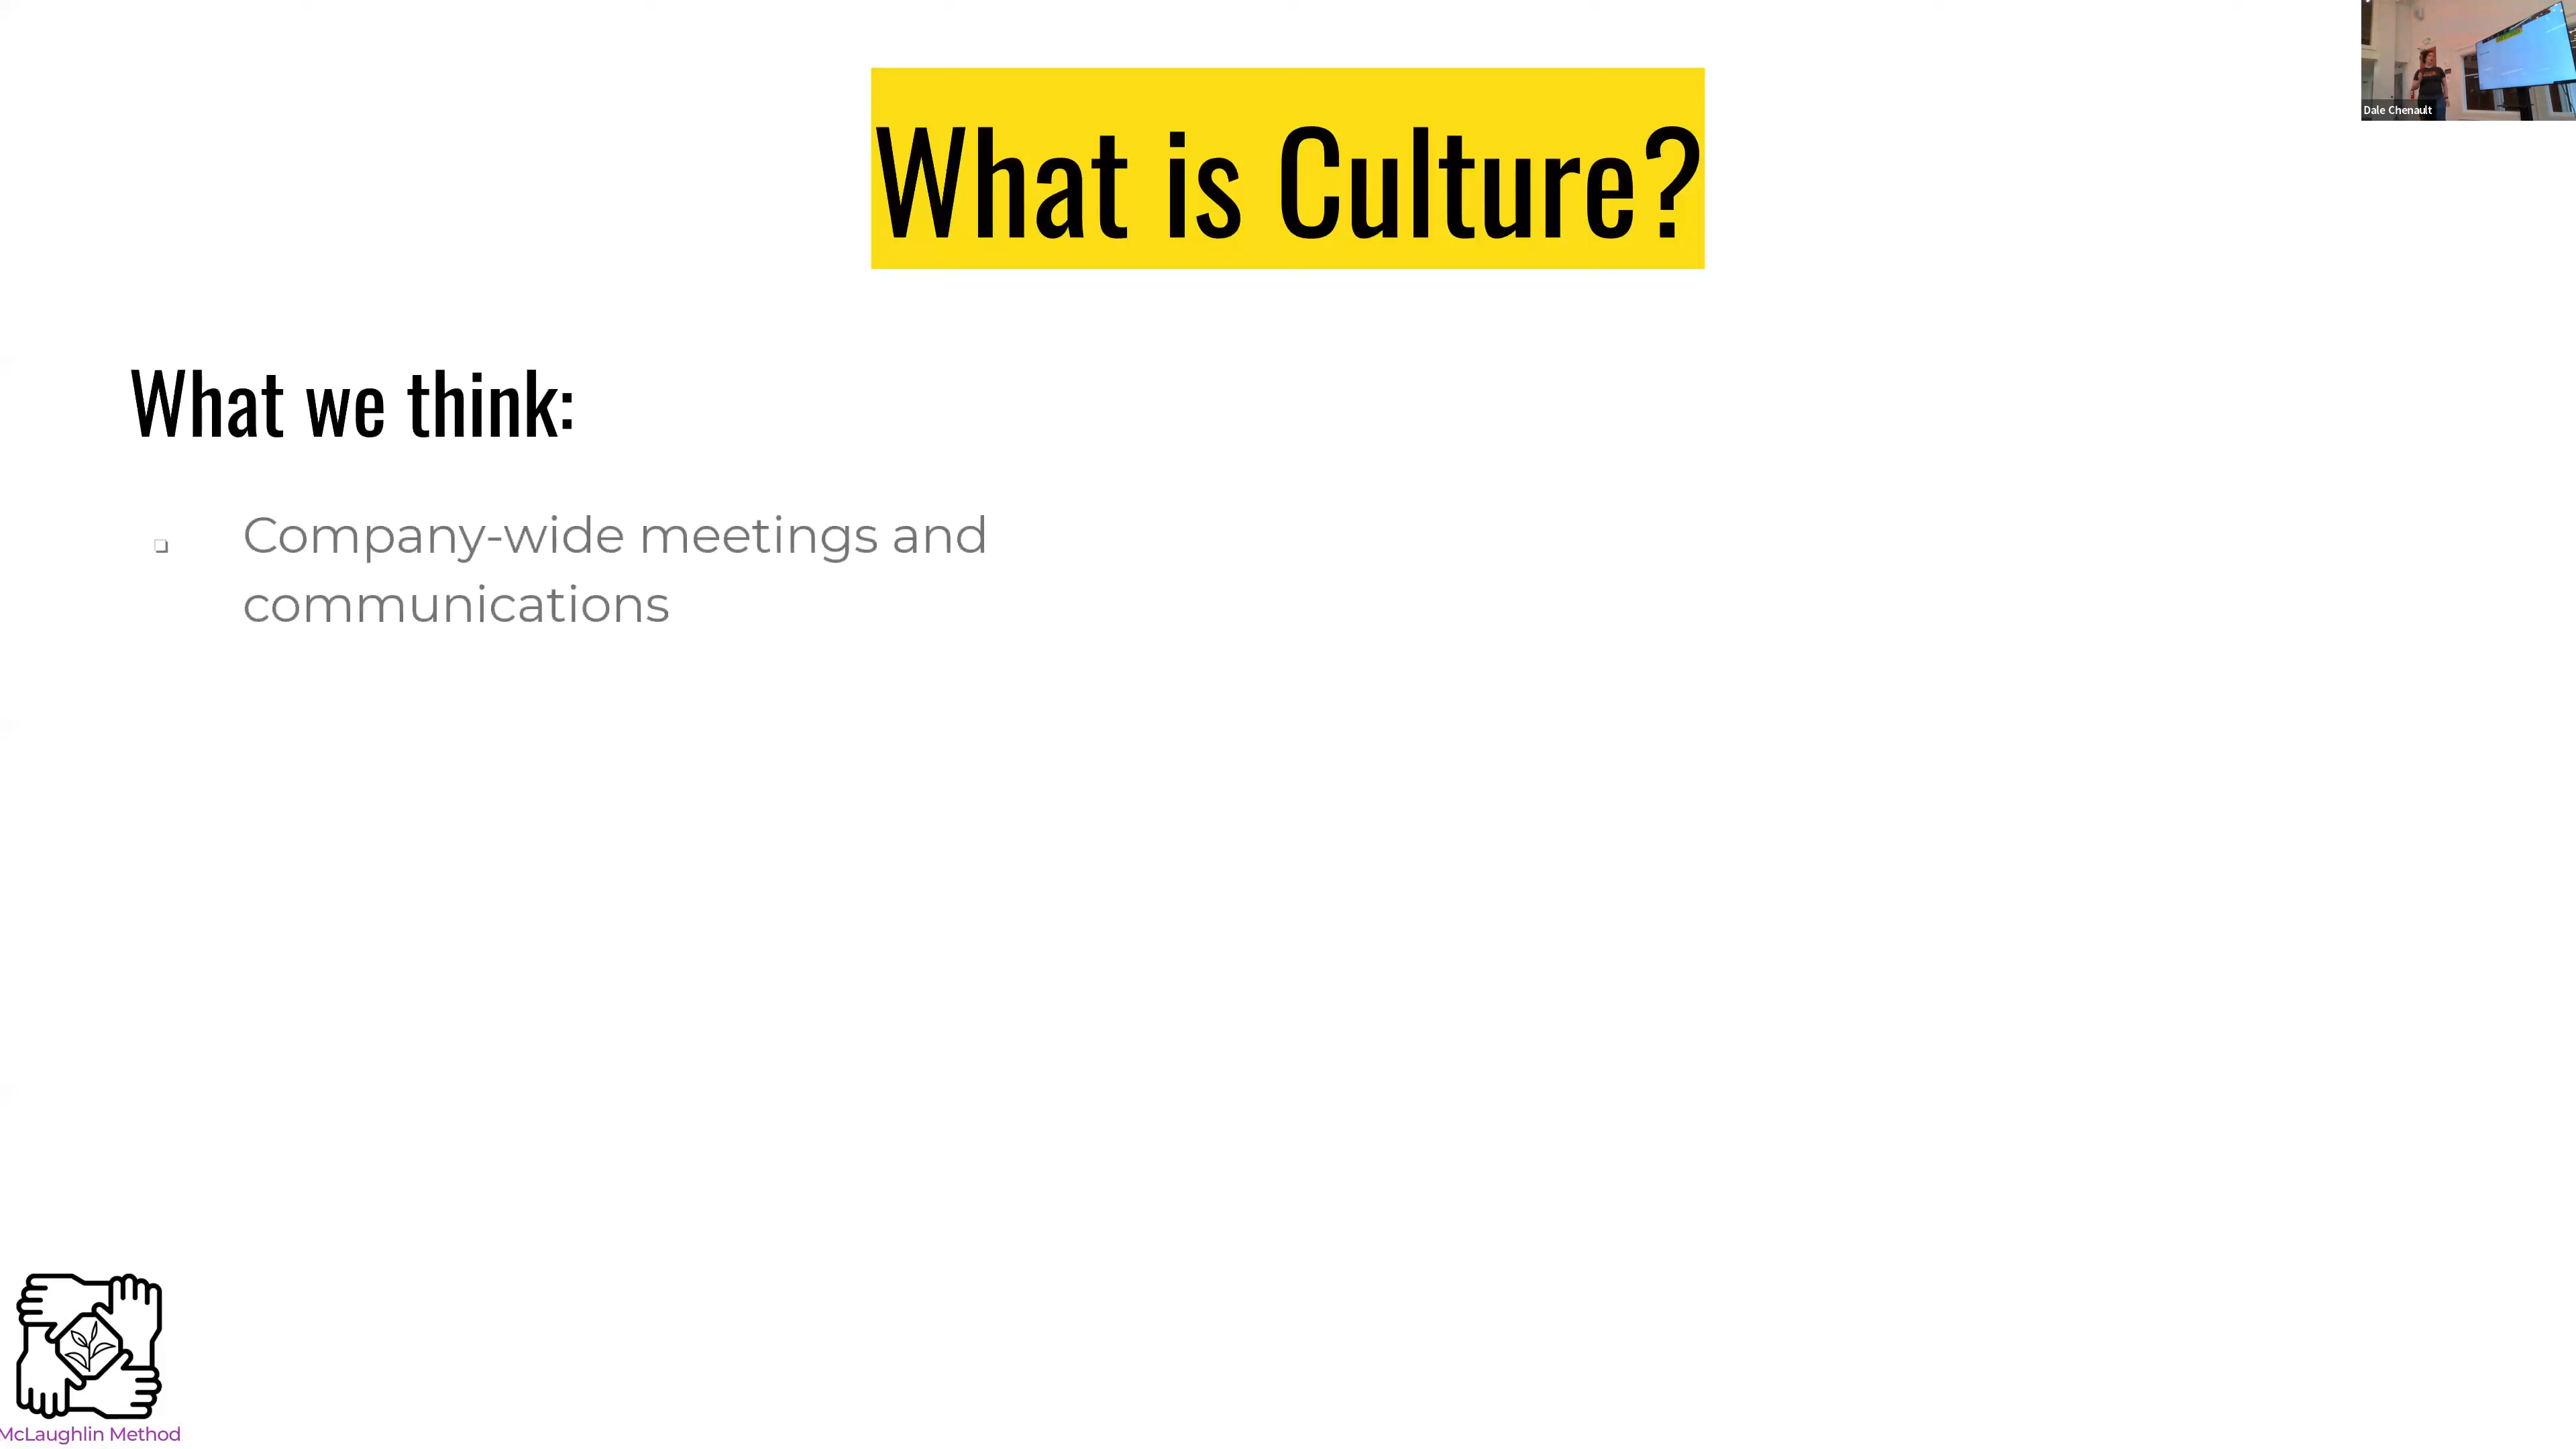 What is Culture?
Dale Chenault
What we think:
Company-wide meetings and
communications
McLaughlin Method